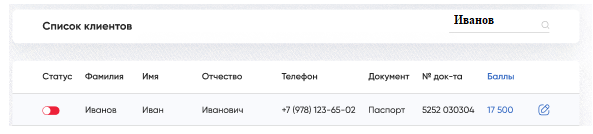 Список клиентов Иванов
Статус Фамилия Имя Отчество Телефон Документ № док-та Баллы
Иванов Иван Иванович +7 (978) 123-65-02 Паспорт 5252 030304 17 500